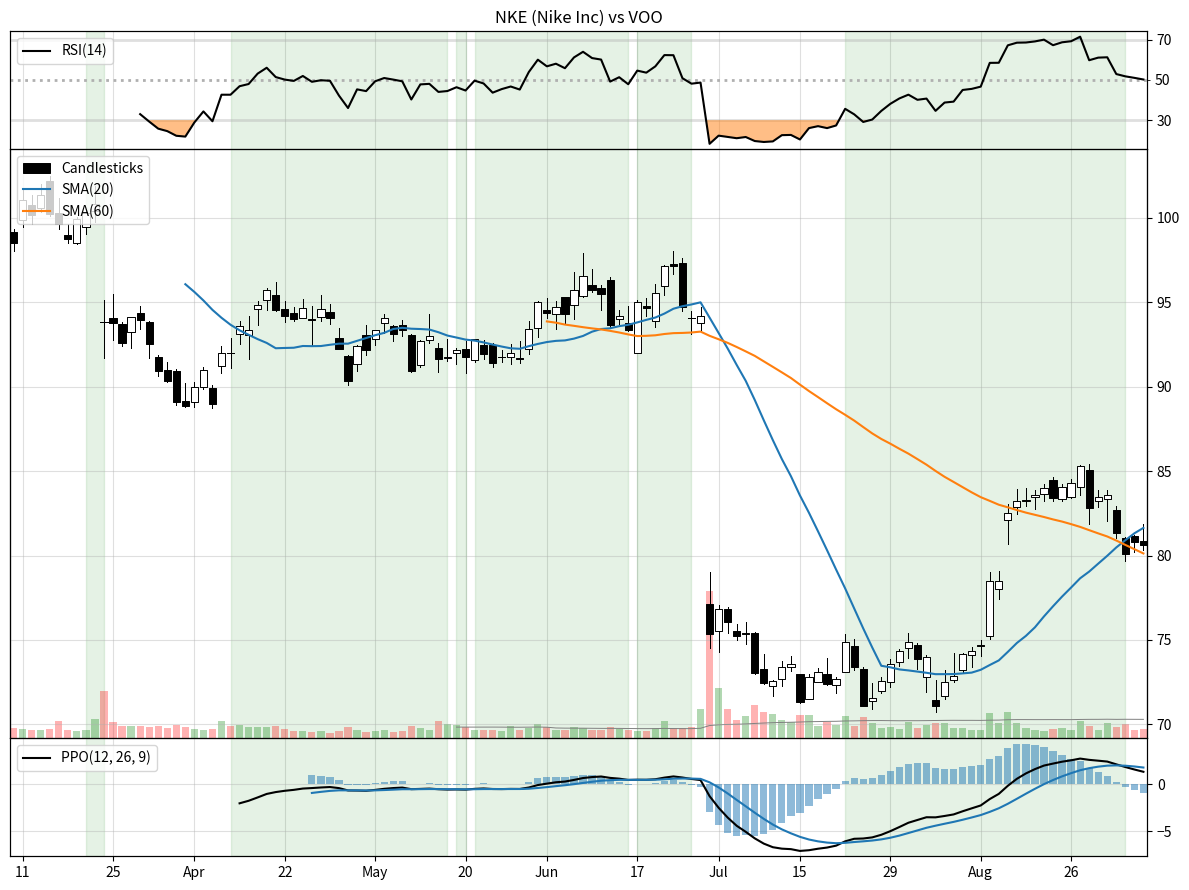 NKE (Nike Inc) vs VOO
RSI(14)
70
50
30
Candlesticks
SMA(20)
SMA(60)
100
95
90
85
80
75
70
PPO(12, 26, 9)
0
−5
11 25 Apr 22 May 20 Jun 17 Jul 15 29 Aug 26